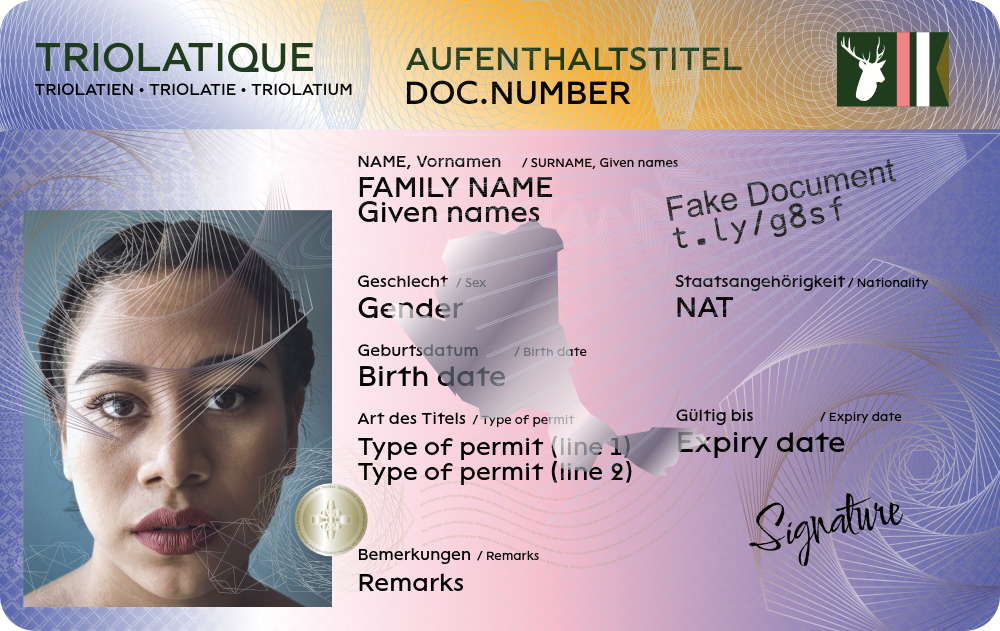 TRIOLATIQUE
TRIOLATIEN • TRIOLATIE • TRIOLATIUM
AUFENTHALTSTITEL
DOC.NUMBER
NAME, Vornamen / SURNAME, Given names
FAMILY NAME
Given names
Fake Document
t.ly/g8sf
Geschlecht / Sex
Gender
Staatsangehörigkeit / Nationality
NAT
Geburtsdatum / Birth date
Birth date
Art des Titels / Type of permit
Type of permit (line 1)
Type of permit (line 2)
Gültig bis / Expiry date
Expiry date
Signature
Bemerkungen / Remarks
Remarks